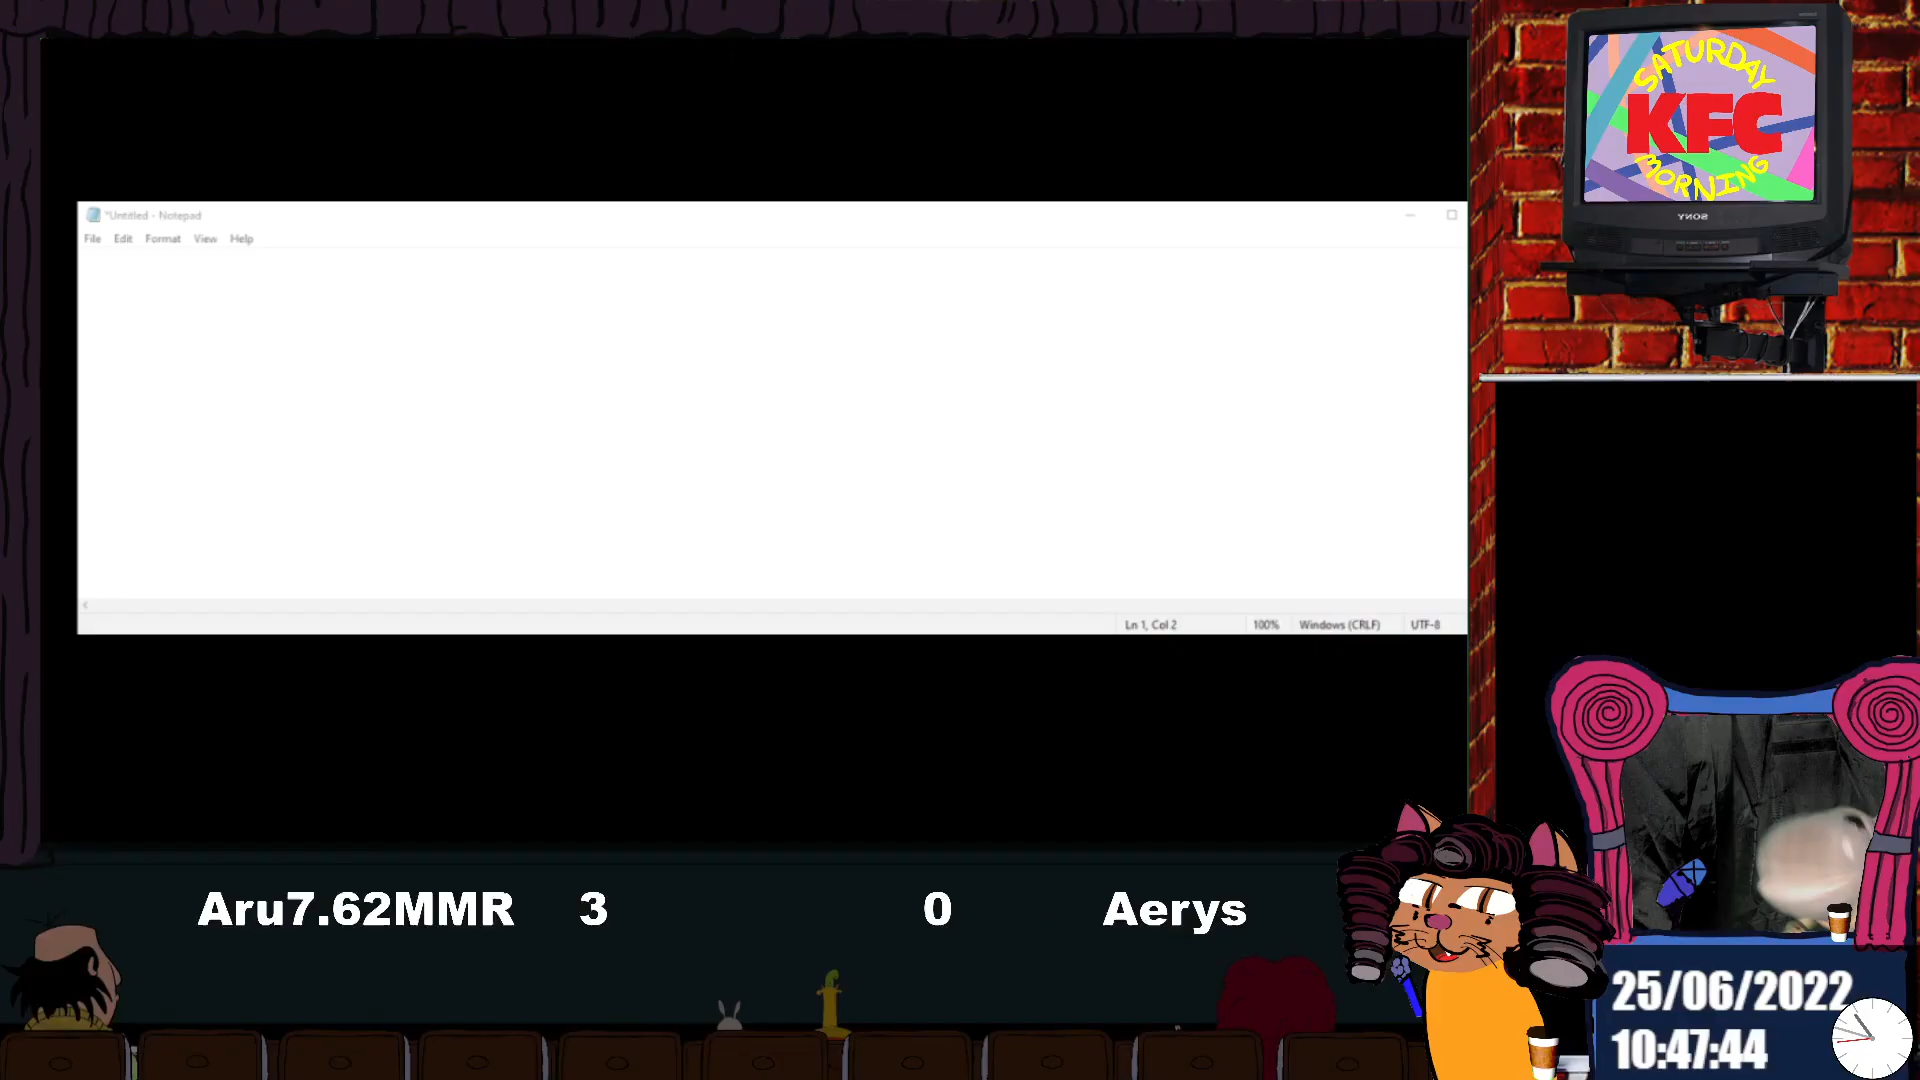 *Untitled - Notepad
File Edit Format View Help
Ln 1, Col 2 100% Windows (CRLF) UTF-8
SATURDAY
KFC
MORNING
YNOS
Aru7.62MMR 3 0 Aerys
25/06/2022
10:47:44